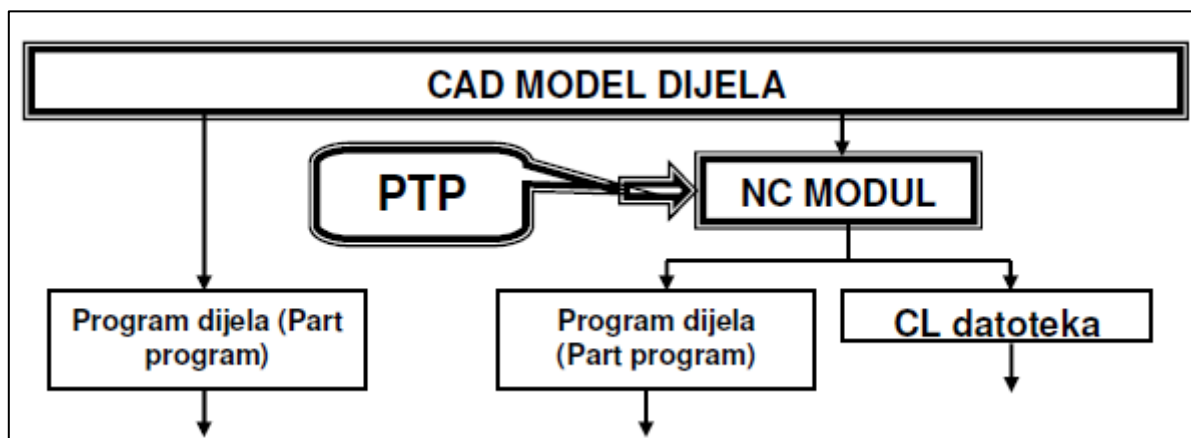 CAD MODEL DIJELA
PTP
NC MODUL
Program dijela (Part
program)
Program dijela
(Part program)
CL datoteka